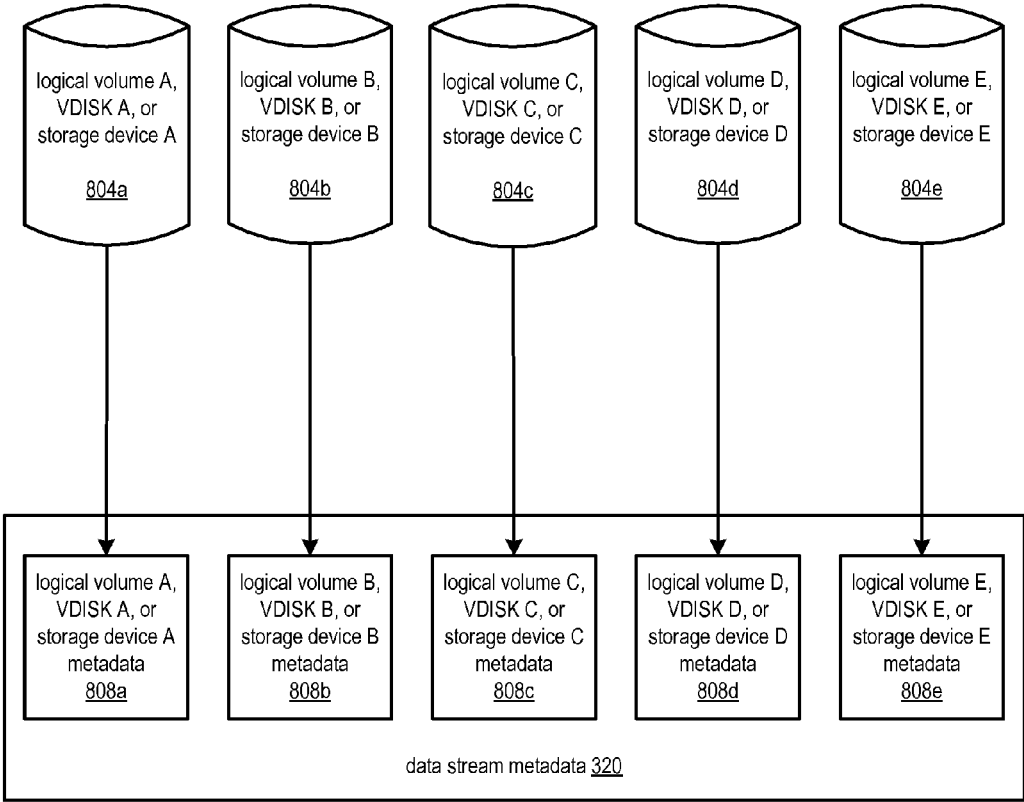 logical volume A,
VDISK A, or
storage device A
804a
logical volume B,
VDISK B, or
storage device B
804b
logical volume C,
VDISK C, or
storage device C
804c
logical volume D,
VDISK D, or
storage device D
804d
logical volume E,
VDISK E, or
storage device E
804e
logical volume A,
VDISK A, or
storage device A
metadata
808a
logical volume B,
VDISK B, or
storage device B
metadata
808b
logical volume C,
VDISK C, or
storage device C
metadata
808c
logical volume D,
VDISK D, or
storage device D
metadata
808d
logical volume E,
VDISK E, or
storage device E
metadata
808e
data stream metadata 320